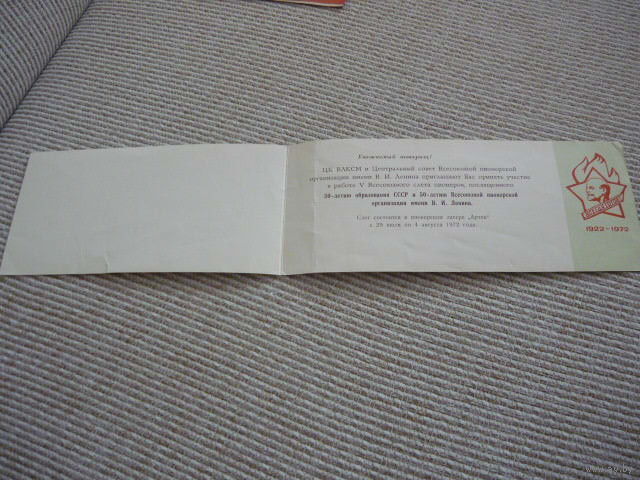 Уважаемый товарищ!
ЦК ВЛКСМ и Центральный совет Всесоюзной пионерской
организации имени В. И. Ленина приглашают Вас принять участие
в работе V Всесоюзного слета пионеров, посвященного
50-летию образования СССР и 50-летию Всесоюзной пионерской
организации имени В. И. Ленина.
Слет состоится в пионерском лагере „Артек"
с 25 июля по 4 августа 1972 года.
1922-1972